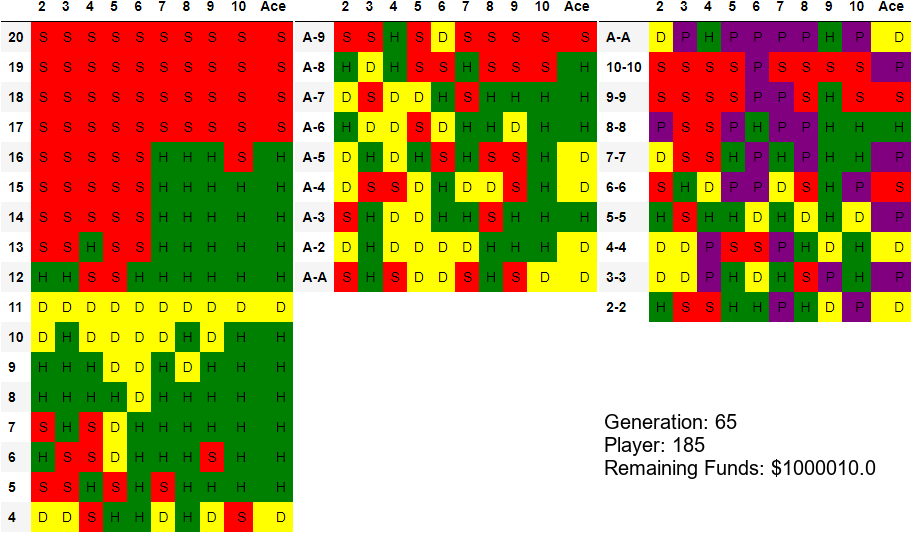 2 3 4 5 6 7 8 9 10 Ace
20 S S S S S S S S S S
19 S S S S S S S S S S
18 S S S S S S S S S S
17 S S S S S S S S S S
16 S S S S S H H H S H
15 S S S S S H H H H H
14 S S S S S H H H H H
13 S S H S S H H H H H
12 H H S S H H H H H H
11 D D D D D D D D D D
10 D H D D D D H D H H
9 H H H D D H D H H H
8 H H H H D H H H H H
7 S H S D H H H H H H
6 H S S D H H H S H H
5 S S H S H S H H H H
4 D D S H H D H D S D
2 3 4 5 6 7 8 9 10 Ace
A-9 S S H S D S S S S S
A-8 H D H S S H S S S H
A-7 D S D D H S H H H H
A-6 H D D S D H H D H H
A-5 D H D H S H S S H D
A-4 D S S D H D D S H D
A-3 S H D D H H S H H H
A-2 D H D D D D H H H D
A-A S H S D D S H S D D
2 3 4 5 6 7 8 9 10 Ace
A-A D P H P P P P H P D
10-10 S S S S P S S S S P
9-9 S S S S P P S H S S
8-8 P S S P H P P H H H
7-7 D S S H P H P H H P
6-6 S H D P P D S H P S
5-5 H S H H D H D H D P
4-4 D D P S S P H D H D
3-3 D D P H D H S P H P
2-2 H S S H H P H D P D
Generation: 65
Player: 185
Remaining Funds: $1000010.0